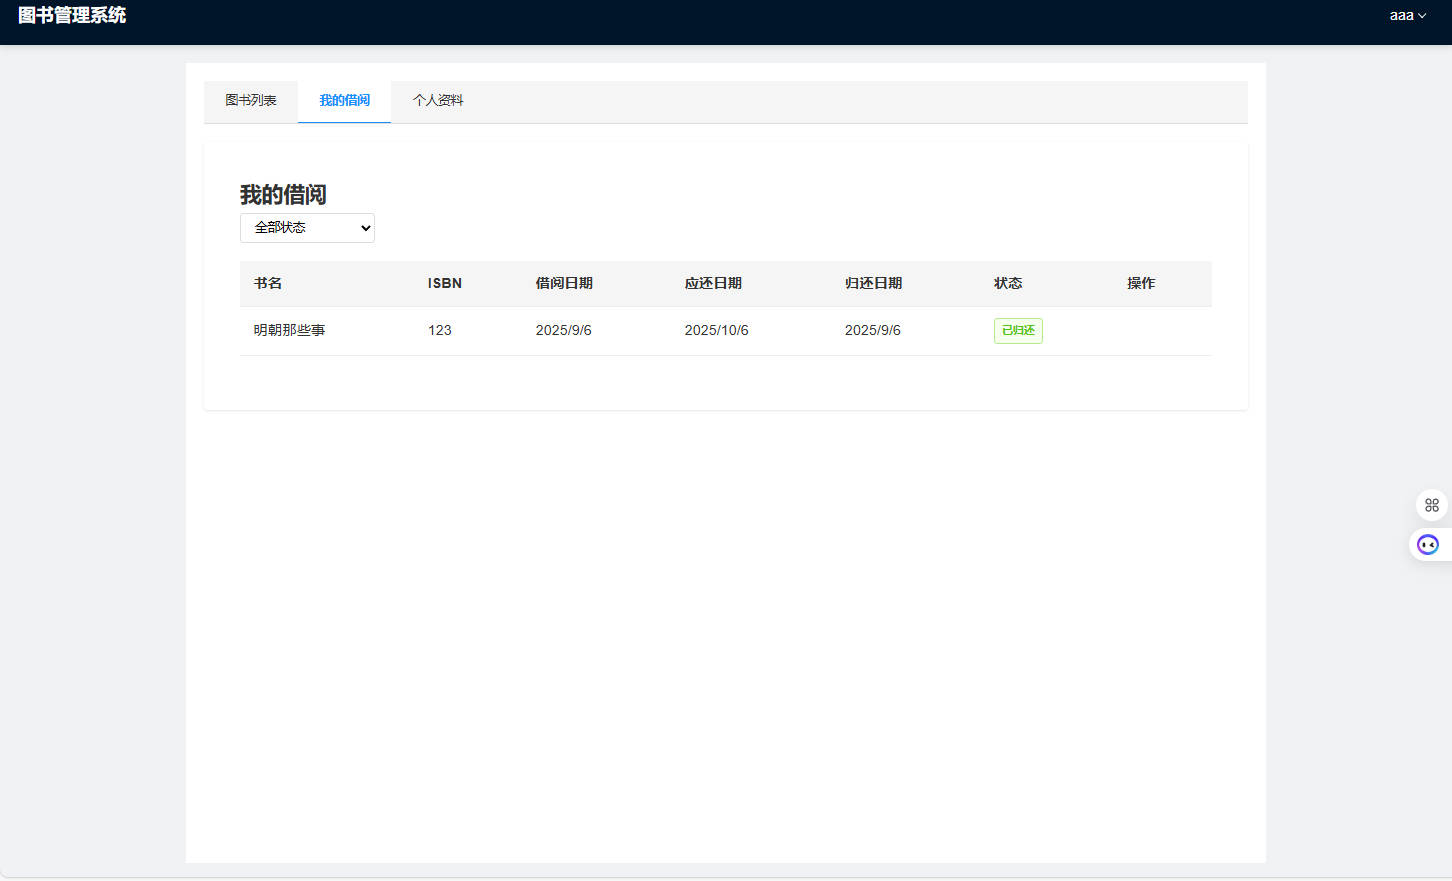 图书管理系统 aaa
图书列表 我的借阅 个人资料
我的借阅
全部状态
书名 ISBN 借阅日期 应还日期 归还日期 状态 操作
明朝那些事 123 2025/9/6 2025/10/6 2025/9/6 已归还